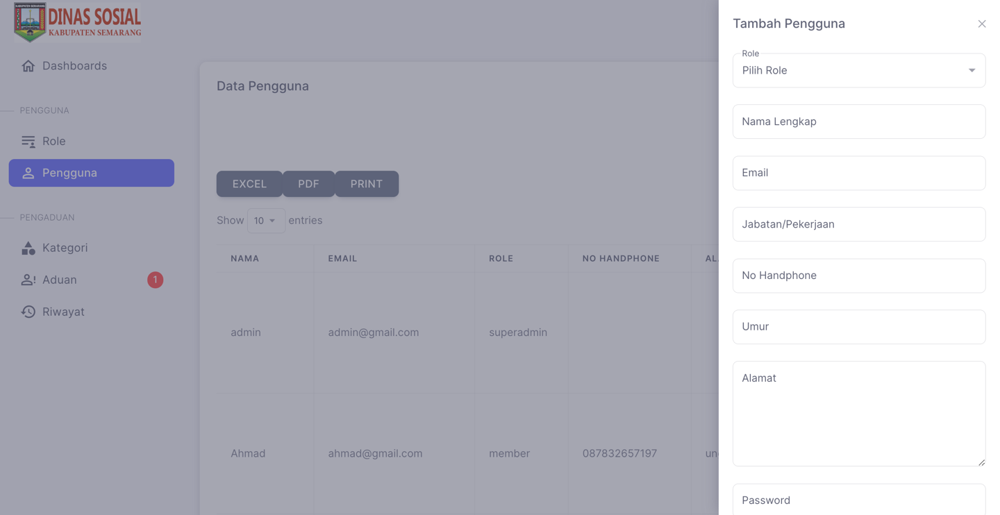 KABUPATEN SEMARANG
DINAS SOSIAL
KABUPATEN SEMARANG
Dashboards
PENGGUNA
Role
Pengguna
PENGADUAN
Kategori
Aduan
1
Riwayat
Data Pengguna
EXCEL PDF PRINT
Show 10 entries
NAMA EMAIL ROLE NO HANDPHONE AL
admin admin@gmail.com superadmin
Ahmad ahmad@gmail.com member 087832657197 un
Tambah Pengguna
Role
Pilih Role
Nama Lengkap
Email
Jabatan/Pekerjaan
No Handphone
Umur
Alamat
Password